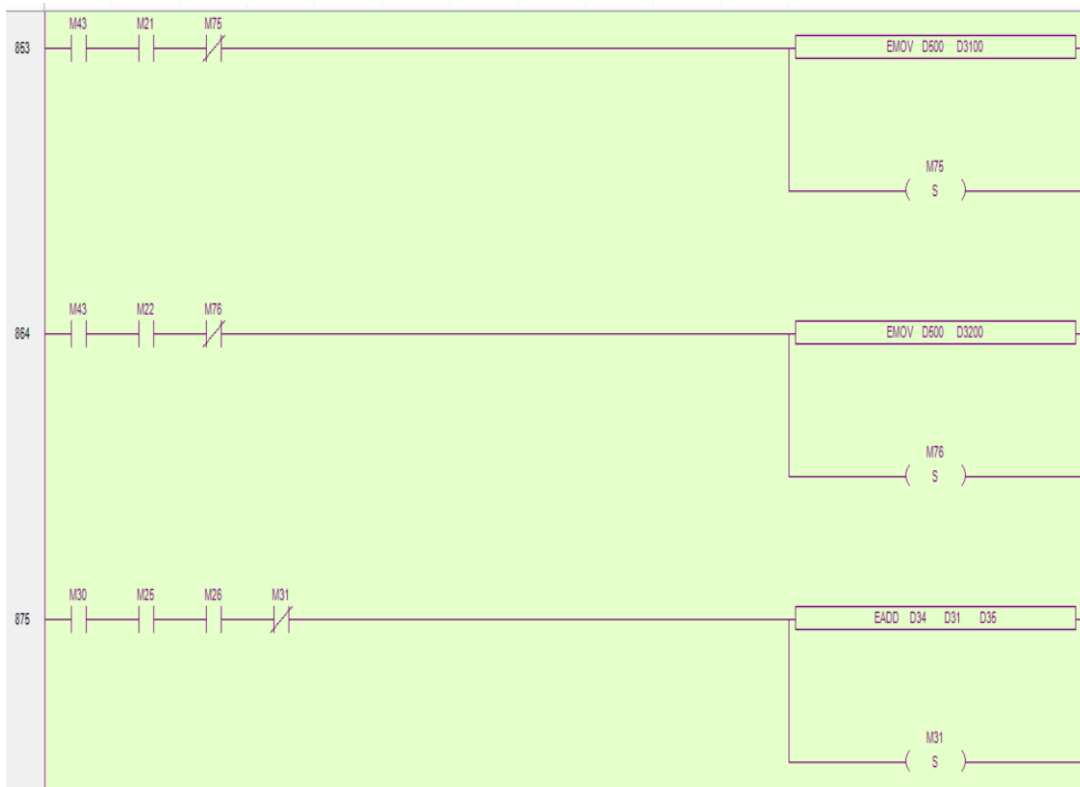 M43 M21 M75
853 EMOV D500 D3100
M75
S
M43 M22 M76
864 EMOV D500 D3200
M76
S
M30 M25 M26 M31
875 EADD D34 D31 D35
M31
S